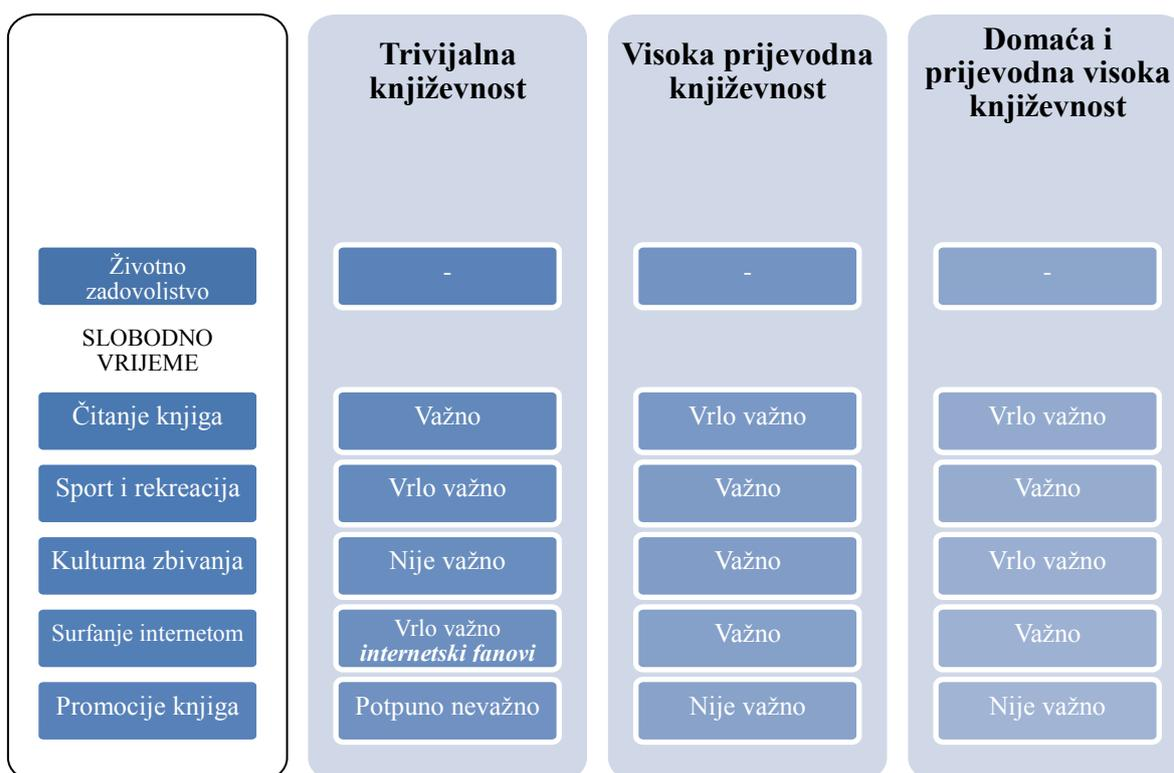 Trivijalna
književnost
Visoka prijevodna
književnost
Domaća i
prijevodna visoka
književnost
Životno
zadovoljstvo
-
-
-
SLOBODNO
VRIJEME
Čitanje knjiga
Važno
Vrlo važno
Vrlo važno
Sport i rekreacija
Vrlo važno
Važno
Važno
Kulturna zbivanja
Nije važno
Važno
Vrlo važno
Surfanje internetom
Vrlo važno
internetski fanovi
Važno
Važno
Promocije knjiga
Potpuno nevažno
Nije važno
Nije važno